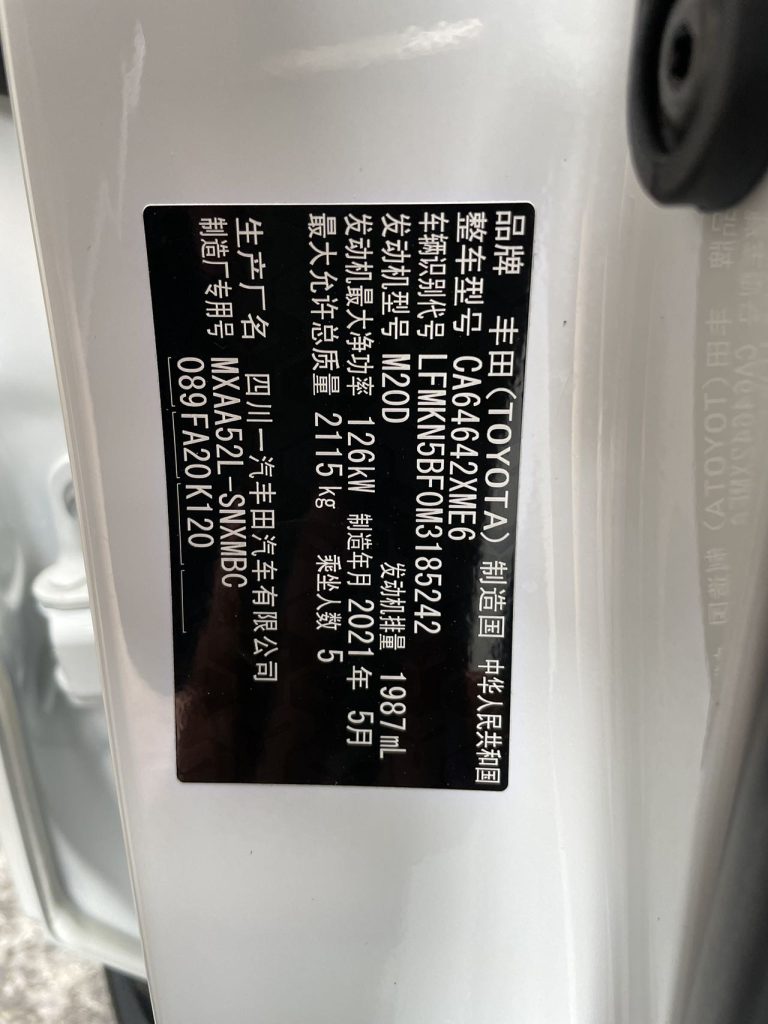 品牌 丰田(TOYOTA) 制造国 中华人民共和国
整车型号 CA64642XME6
车辆识别代号 LFMKN5BF0M3185242
发动机型号 M20D 发动机排量 1987mL
发动机最大净功率 126kW 制造年月 2021年 5月
最大允许总质量 2115kg 乘坐人数 5
生产厂名 四川一汽丰田汽车有限公司
制造厂专用号 MXAA52L-SNXMBC
089FA20K120